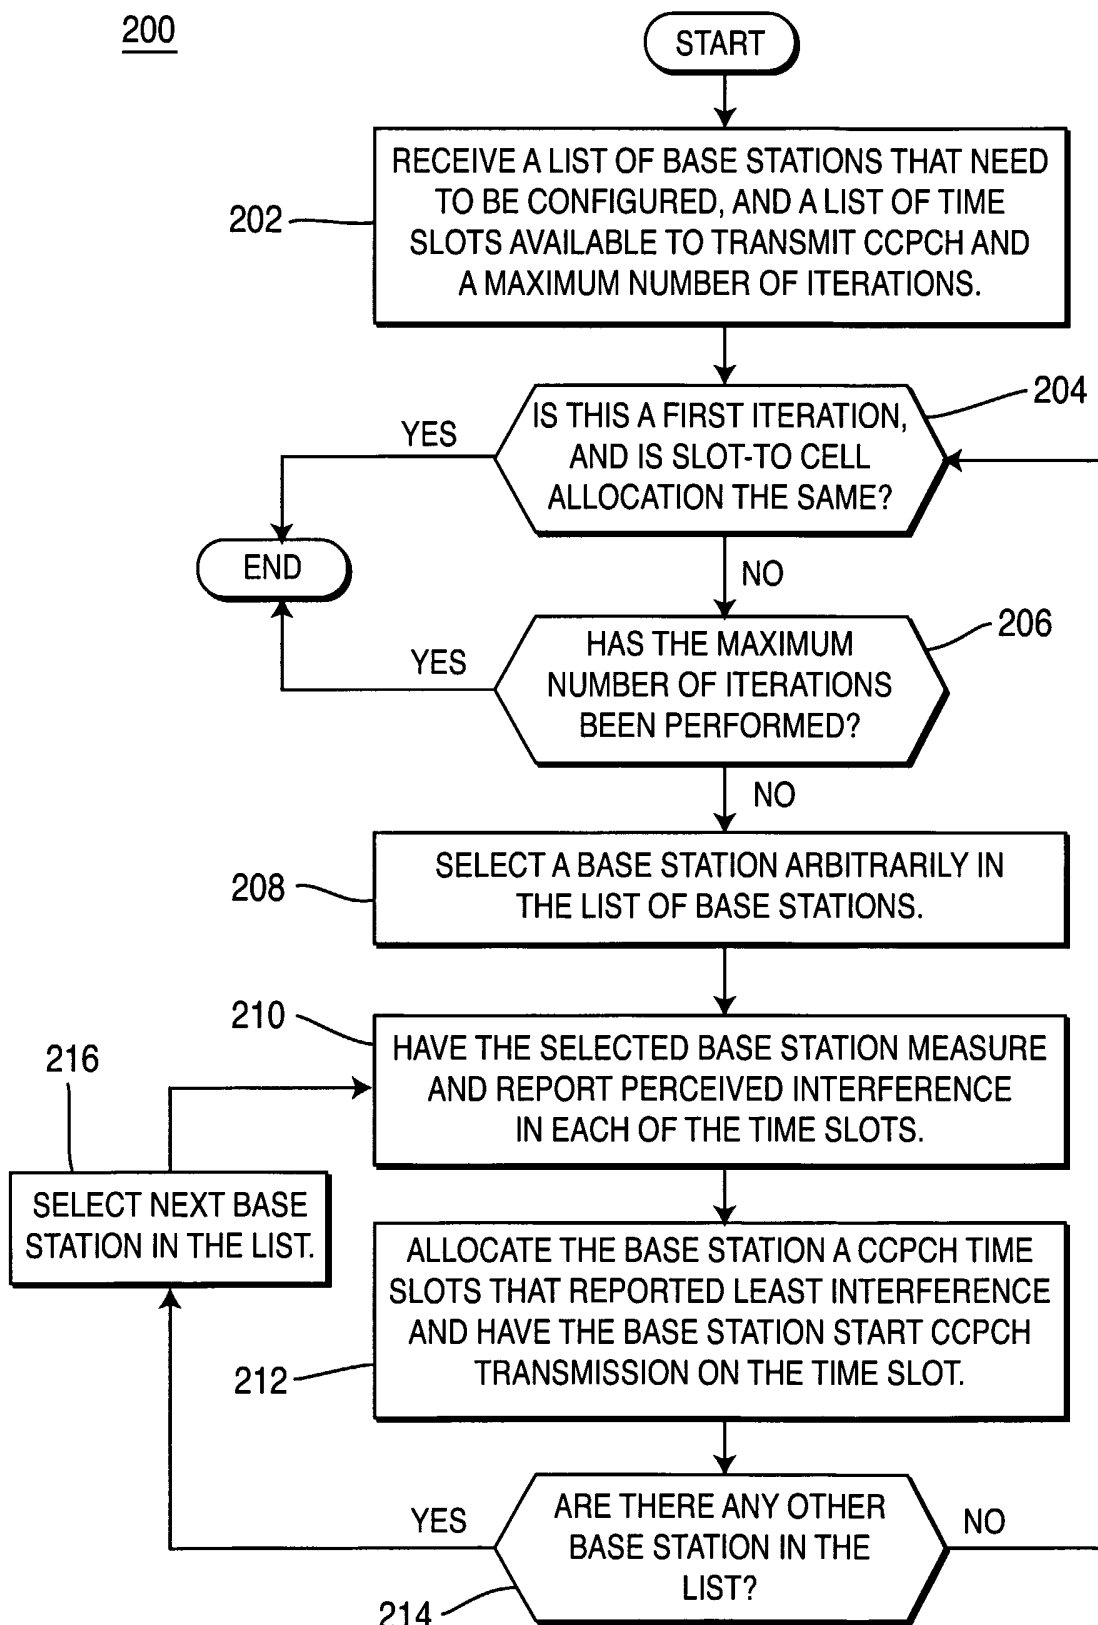 200
START
RECEIVE A LIST OF BASE STATIONS THAT NEED
TO BE CONFIGURED, AND A LIST OF TIME
SLOTS AVAILABLE TO TRANSMIT CCPCH AND
A MAXIMUM NUMBER OF ITERATIONS.
202
IS THIS A FIRST ITERATION,
AND IS SLOT-TO CELL
ALLOCATION THE SAME?
204
YES
END
NO
HAS THE MAXIMUM
NUMBER OF ITERATIONS
BEEN PERFORMED?
206
YES
NO
SELECT A BASE STATION ARBITRARILY IN
THE LIST OF BASE STATIONS.
208
210
HAVE THE SELECTED BASE STATION MEASURE
AND REPORT PERCEIVED INTERFERENCE
IN EACH OF THE TIME SLOTS.
216
SELECT NEXT BASE
STATION IN THE LIST.
ALLOCATE THE BASE STATION A CCPCH TIME
SLOTS THAT REPORTED LEAST INTERFERENCE
AND HAVE THE BASE STATION START CCPCH
TRANSMISSION ON THE TIME SLOT.
212
YES
ARE THERE ANY OTHER
BASE STATION IN THE
LIST?
NO
214